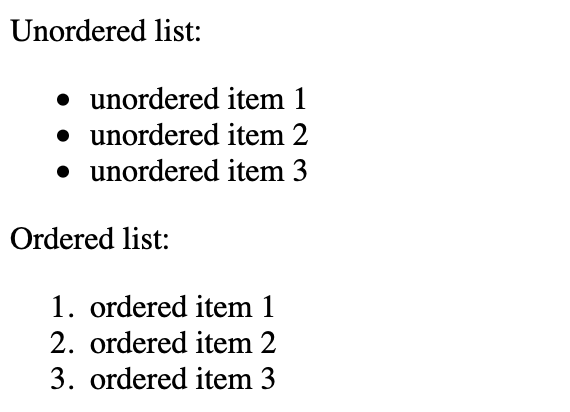 Unordered list:
• unordered item 1
• unordered item 2
• unordered item 3
Ordered list:
1. ordered item 1
2. ordered item 2
3. ordered item 3